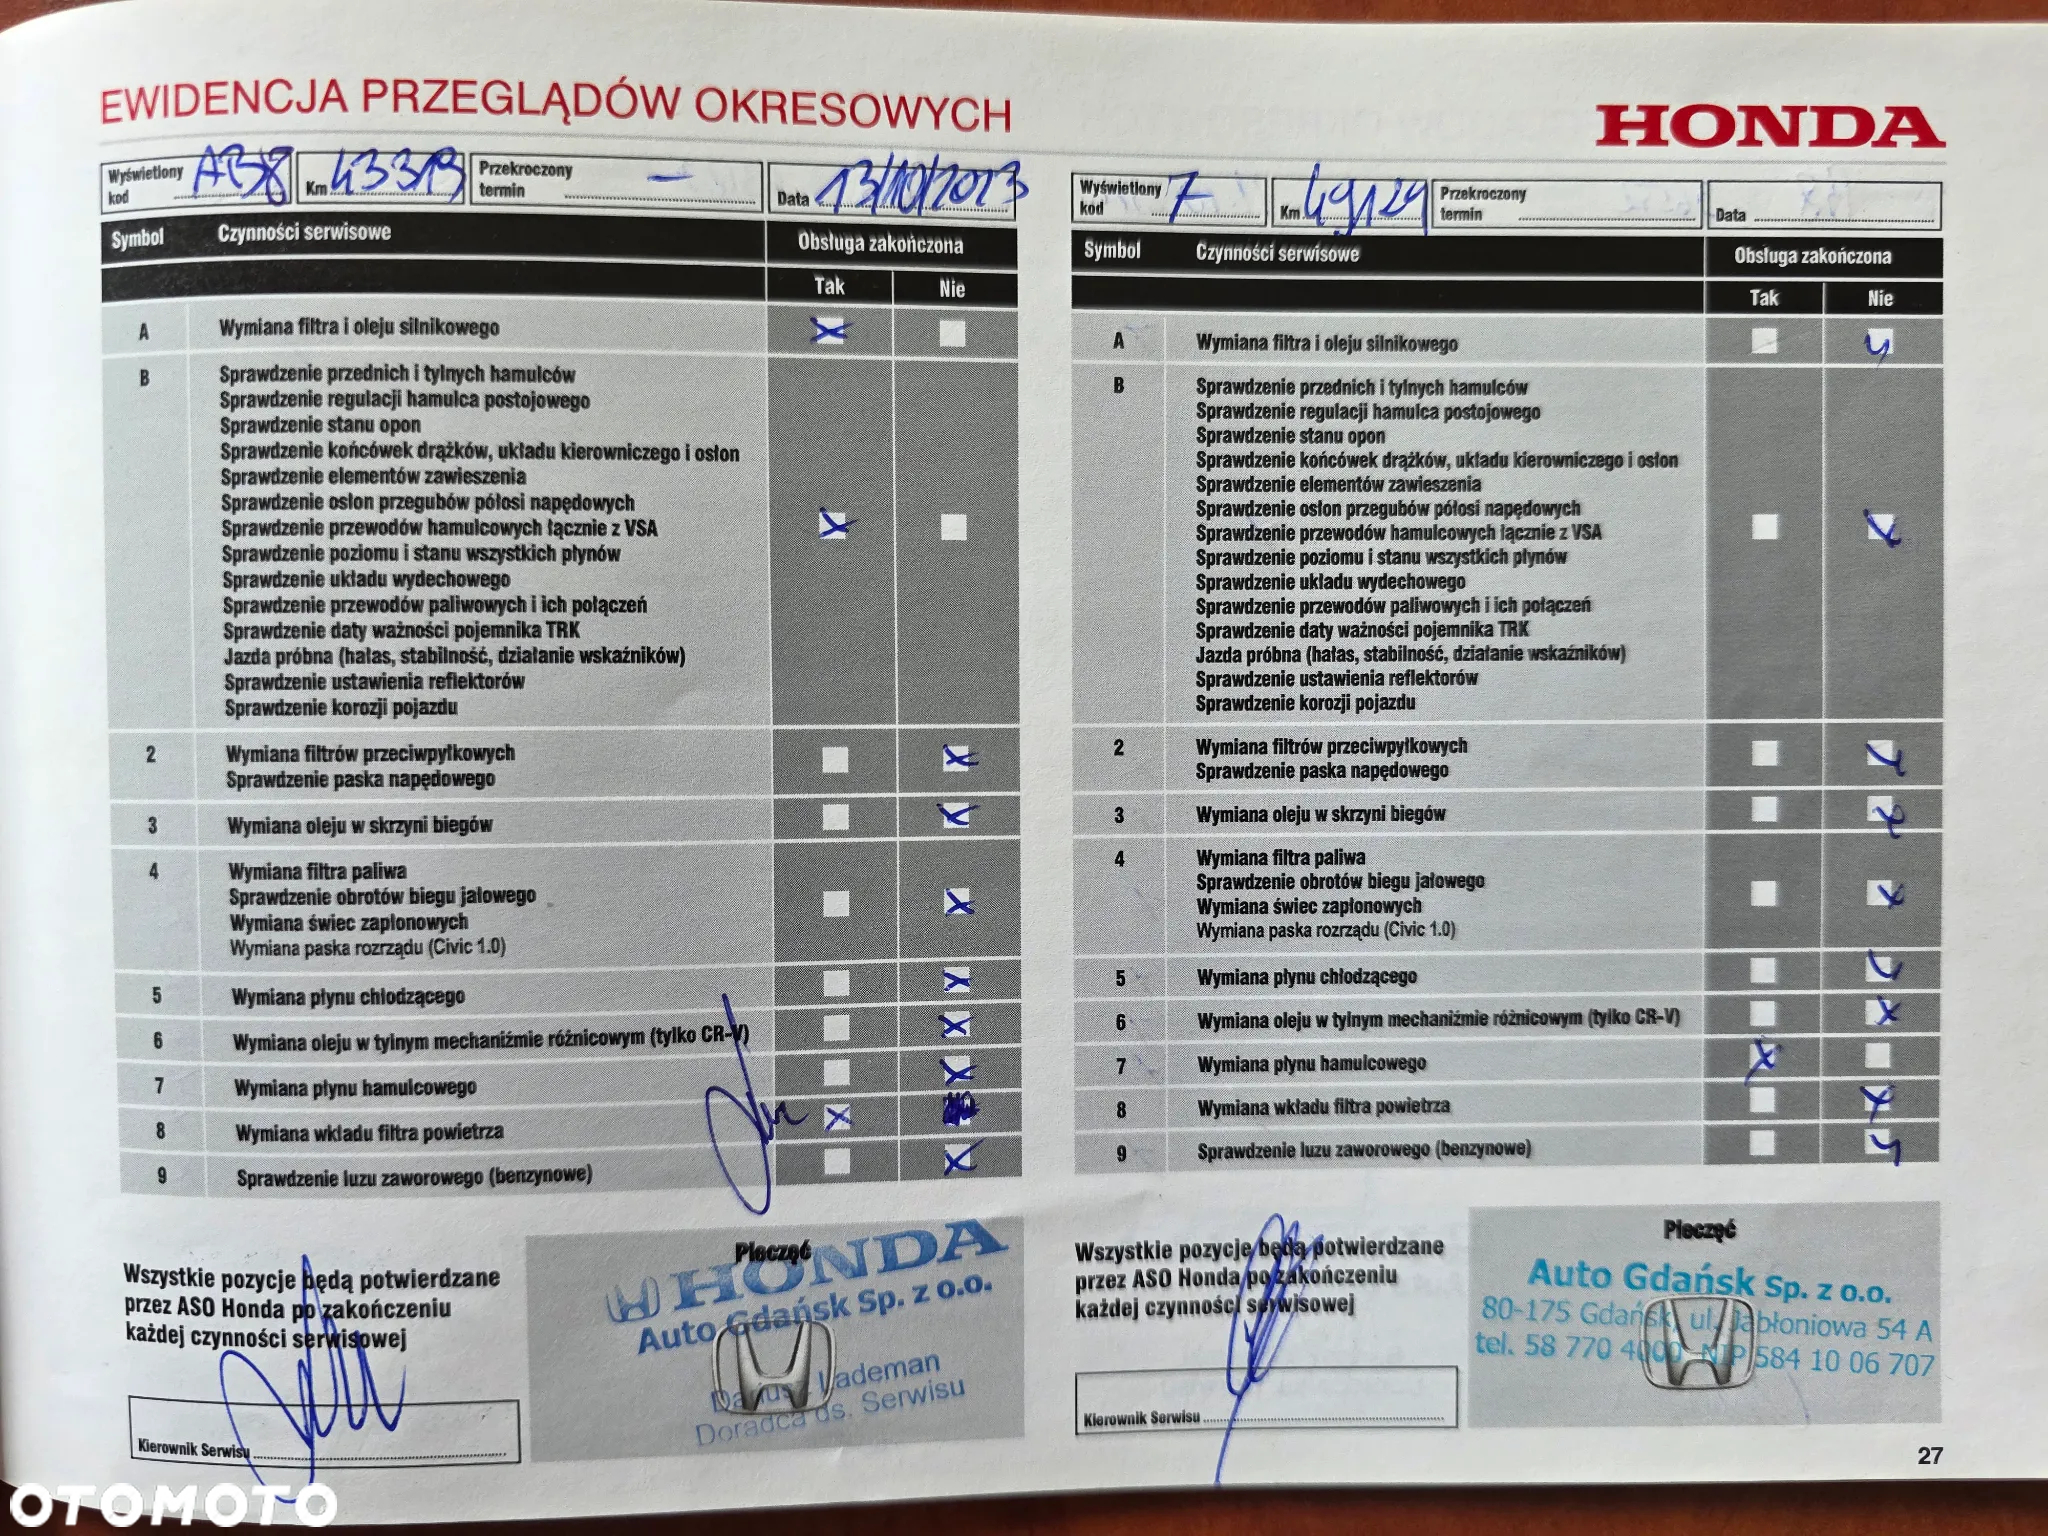 EWIDENCJA PRZEGLĄDÓW OKRESOWYCH
HONDA
Wyświetlony kod AB8 Km 43313 Przekroczony termin - Data 13/10/2023
Symbol Czynności serwisowe Obsługa zakończona
Tak Nie
A Wymiana filtra i oleju silnikowego
B Sprawdzenie przednich i tylnych hamulców
Sprawdzenie regulacji hamulca postojowego
Sprawdzenie stanu opon
Sprawdzenie końcówek drążków, układu kierowniczego i osłon
Sprawdzenie elementów zawieszenia
Sprawdzenie osłon przegubów półosi napędowych
Sprawdzenie przewodów hamulcowych łącznie z VSA
Sprawdzenie poziomu i stanu wszystkich płynów
Sprawdzenie układu wydechowego
Sprawdzenie przewodów paliwowych i ich połączeń
Sprawdzenie daty ważności pojemnika TRK
Jazda próbna (hałas, stabilność, działanie wskaźników)
Sprawdzenie ustawienia reflektorów
Sprawdzenie korozji pojazdu
2 Wymiana filtrów przeciwpyłkowych
Sprawdzenie paska napędowego
3 Wymiana oleju w skrzyni biegów
4 Wymiana filtra paliwa
Sprawdzenie obrotów biegu jałowego
Wymiana świec zapłonowych
Wymiana paska rozrządu (Civic 1.0)
5 Wymiana płynu chłodzącego
6 Wymiana oleju w tylnym mechaniźmie różnicowym (tylko CR-V)
7 Wymiana płynu hamulcowego
8 Wymiana wkładu filtra powietrza
9 Sprawdzenie luzu zaworowego (benzynowe)
Wszystkie pozycje będą potwierdzane
przez ASO Honda po zakończeniu
każdej czynności serwisowej
Kierownik Serwisu
Pieczęć
HONDA
Auto Gdańsk Sp. z o.o.
Lademan
Doradca ds. Serwisu
Wyświetlony kod 7 Km 49129 Przekroczony termin Data
Symbol Czynności serwisowe Obsługa zakończona
Tak Nie
A Wymiana filtra i oleju silnikowego
B Sprawdzenie przednich i tylnych hamulców
Sprawdzenie regulacji hamulca postojowego
Sprawdzenie stanu opon
Sprawdzenie końcówek drążków, układu kierowniczego i osłon
Sprawdzenie elementów zawieszenia
Sprawdzenie osłon przegubów półosi napędowych
Sprawdzenie przewodów hamulcowych łącznie z VSA
Sprawdzenie poziomu i stanu wszystkich płynów
Sprawdzenie układu wydechowego
Sprawdzenie przewodów paliwowych i ich połączeń
Sprawdzenie daty ważności pojemnika TRK
Jazda próbna (hałas, stabilność, działanie wskaźników)
Sprawdzenie ustawienia reflektorów
Sprawdzenie korozji pojazdu
2 Wymiana filtrów przeciwpyłkowych
Sprawdzenie paska napędowego
3 Wymiana oleju w skrzyni biegów
4 Wymiana filtra paliwa
Sprawdzenie obrotów biegu jałowego
Wymiana świec zapłonowych
Wymiana paska rozrządu (Civic 1.0)
5 Wymiana płynu chłodzącego
6 Wymiana oleju w tylnym mechaniźmie różnicowym (tylko CR-V)
7 Wymiana płynu hamulcowego
8 Wymiana wkładu filtra powietrza
9 Sprawdzenie luzu zaworowego (benzynowe)
Wszystkie pozycje będą potwierdzane
przez ASO Honda po zakończeniu
każdej czynności serwisowej
Kierownik Serwisu
Pieczęć
Auto Gdańsk Sp. z o.o.
80-175 Gdańsk, ul. Jabłoniowa 54 A
tel. 58 770 4000 NIP 584 10 06 707
27
OTOMOTO